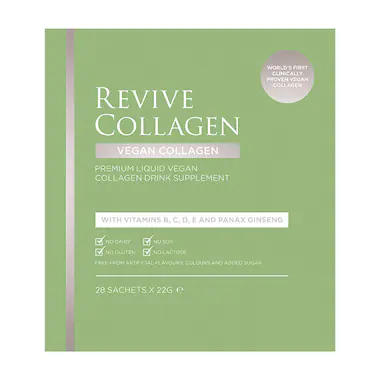 WORLD'S FIRST
CLINICALLY
PROVEN VEGAN
COLLAGEN
REVIVE
COLLAGEN
VEGAN COLLAGEN
PREMIUM LIQUID VEGAN
COLLAGEN DRINK SUPPLEMENT
WITH VITAMINS B, C, D, E AND PANAX GINSENG
NO DAIRY NO SOY
NO GLUTEN NO LACTOSE
FREE FROM ARTIFICIAL FLAVOURS, COLOURS AND ADDED SUGAR
28 SACHETS X 22G ℮